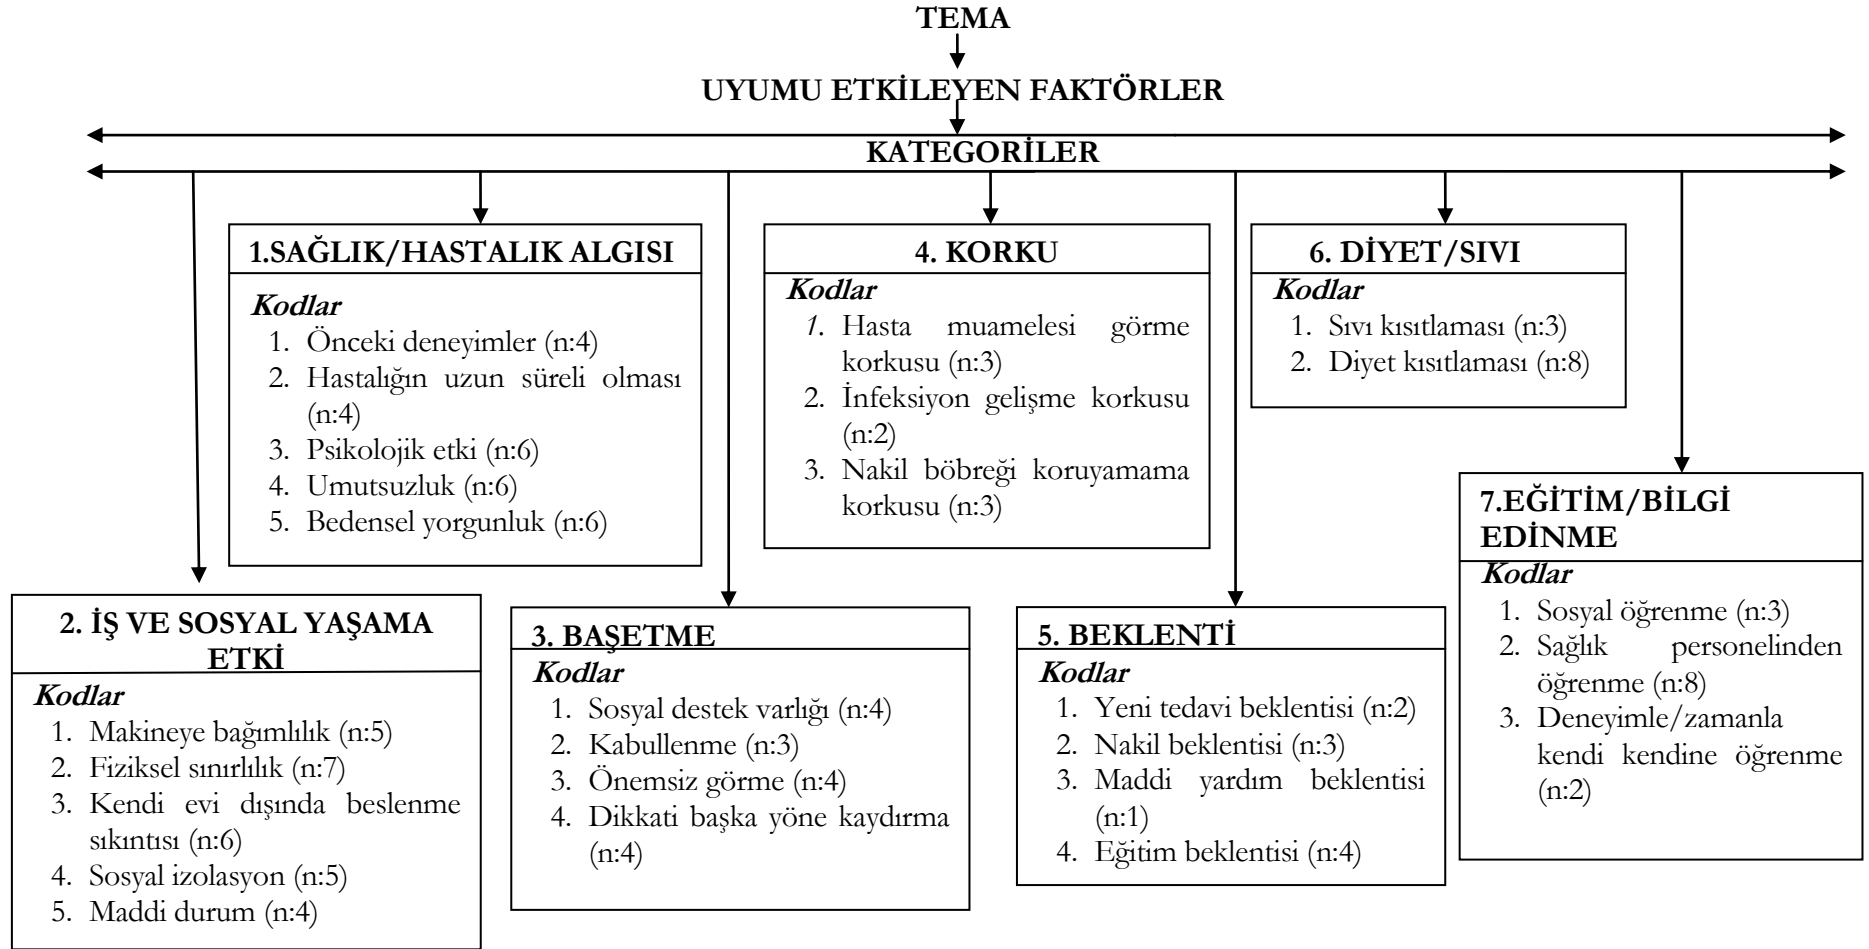 TEMA
UYUMU ETKİLEYEN FAKTÖRLER
KATEGORİLER
1.SAĞLIK/HASTALIK ALGISI
Kodlar
1. Önceki deneyimler (n:4)
2. Hastalığın uzun süreli olması
(n:4)
3. Psikolojik etki (n:6)
4. Umutsuzluk (n:6)
5. Bedensel yorgunluk (n:6)
2. İŞ VE SOSYAL YAŞAMA
ETKİ
Kodlar
1. Makineye bağımlılık (n:5)
2. Fiziksel sınırlılık (n:7)
3. Kendi evi dışında beslenme
sıkıntısı (n:6)
4. Sosyal izolasyon (n:5)
5. Maddi durum (n:4)
3. BAŞETME
Kodlar
1. Sosyal destek varlığı (n:4)
2. Kabullenme (n:3)
3. Önemsiz görme (n:4)
4. Dikkati başka yöne kaydırma
(n:4)
4. KORKU
Kodlar
1. Hasta muamelesi görme
korkusu (n:3)
2. İnfeksiyon gelişme korkusu
(n:2)
3. Nakil böbreği koruyamama
korkusu (n:3)
5. BEKLENTİ
Kodlar
1. Yeni tedavi beklentisi (n:2)
2. Nakil beklentisi (n:3)
3. Maddi yardım beklentisi
(n:1)
4. Eğitim beklentisi (n:4)
6. DİYET/SIVI
Kodlar
1. Sıvı kısıtlaması (n:3)
2. Diyet kısıtlaması (n:8)
7.EĞİTİM/BİLGİ
EDİNME
Kodlar
1. Sosyal öğrenme (n:3)
2. Sağlık personelinden
öğrenme (n:8)
3. Deneyimle/zamanla
kendi kendine öğrenme
(n:2)